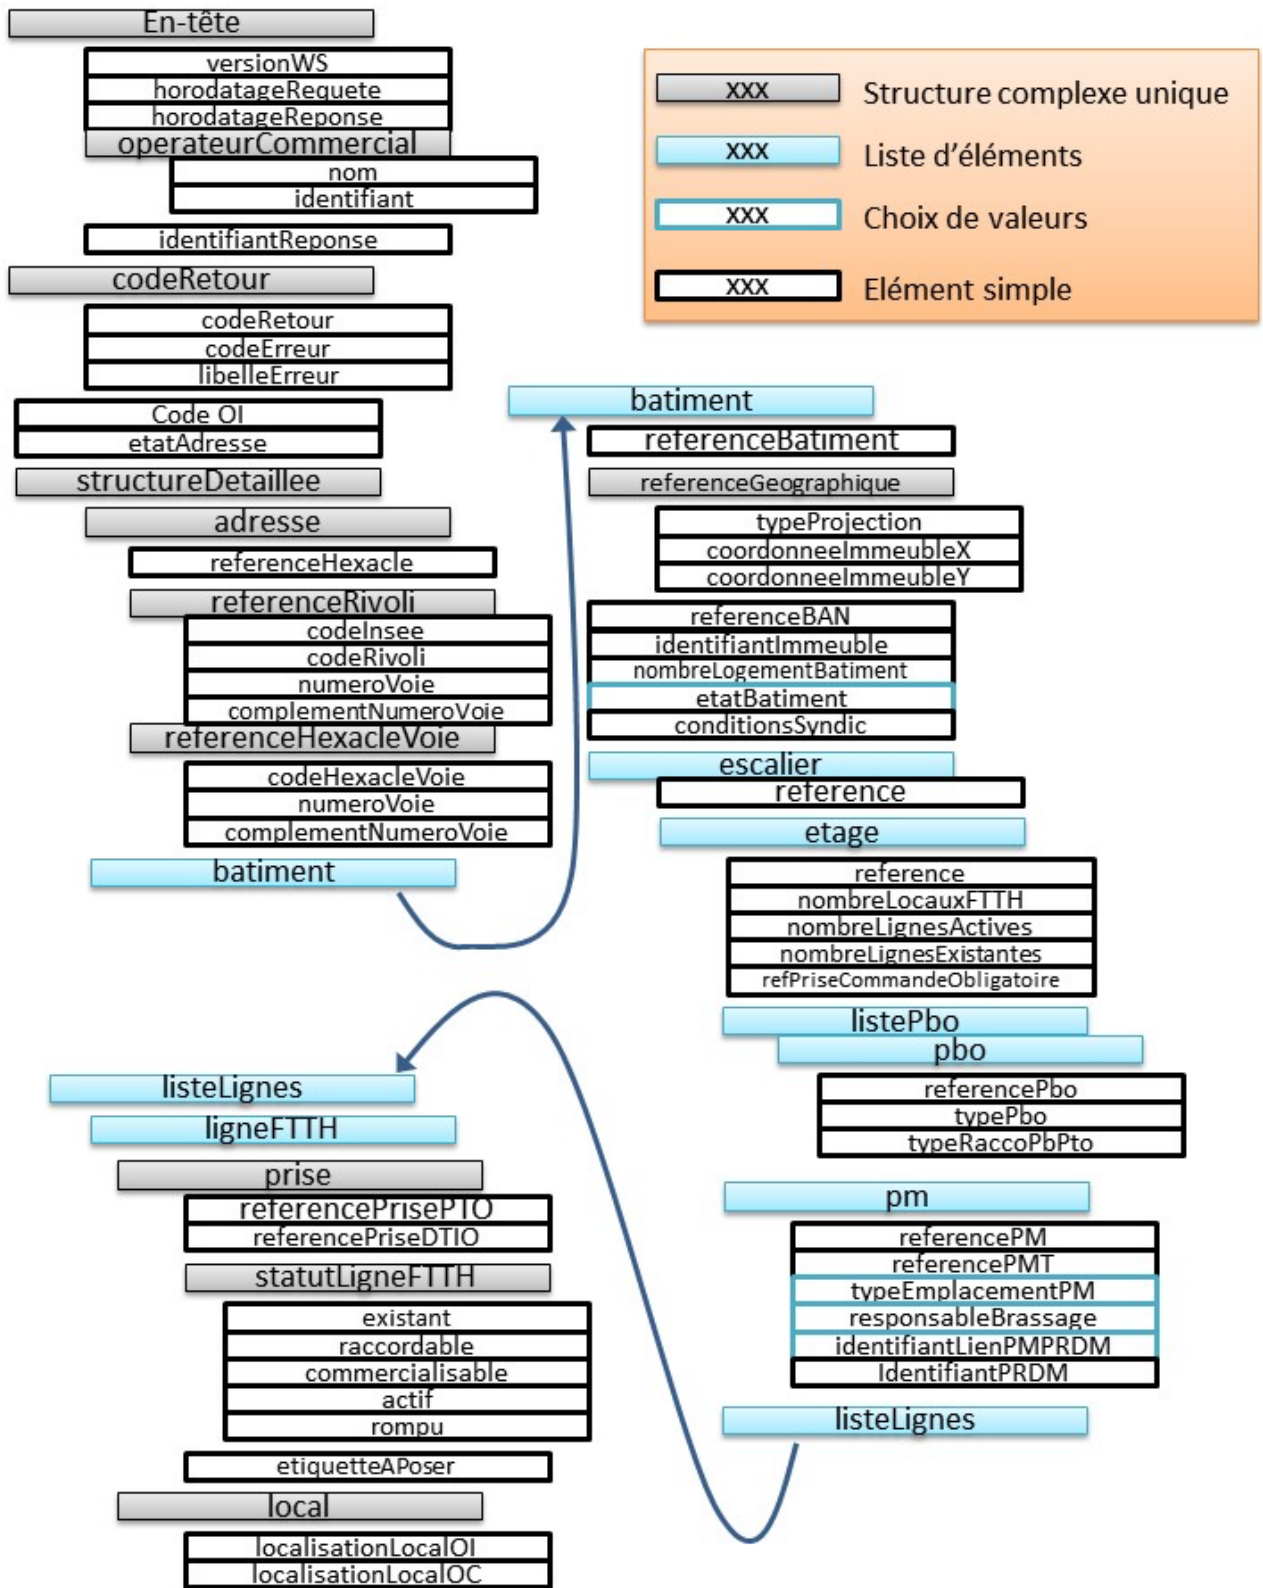 En-tête
versionWS
horodatageRequete
horodatageReponse
operateurCommercial
nom
identifiant
identifiantReponse
codeRetour
codeRetour
codeErreur
libelleErreur
Code OI
etatAdresse
structureDetaillee
adresse
referenceHexacle
referenceRivoli
codeInsee
codeRivoli
numeroVoie
complementNumeroVoie
referenceHexacleVoie
codeHexacleVoie
numeroVoie
complementNumeroVoie
batiment
xxx Structure complexe unique
xxx Liste d'éléments
xxx Choix de valeurs
xxx Elément simple
batiment
referenceBatiment
referenceGeographique
typeProjection
coordonneeImmeubleX
coordonneeImmeubleY
referenceBAN
identifiantImmeuble
nombreLogementBatiment
etatBatiment
conditionsSyndic
escalier
reference
etage
reference
nombreLocauxFTTH
nombreLignesActives
nombreLignesExistantes
refPriseCommandeObligatoire
listePbo
pbo
referencePbo
typePbo
typeRaccoPbPto
pm
referencePM
referencePMT
typeEmplacementPM
responsableBrassage
identifiantLienPMPRDM
IdentifiantPRDM
listeLignes
listeLignes
ligneFTTH
prise
referencePrisePTO
referencePriseDTIO
statutLigneFTTH
existant
raccordable
commercialisable
actif
rompu
etiquetteAPoser
local
localisationLocalOI
localisationLocalOC